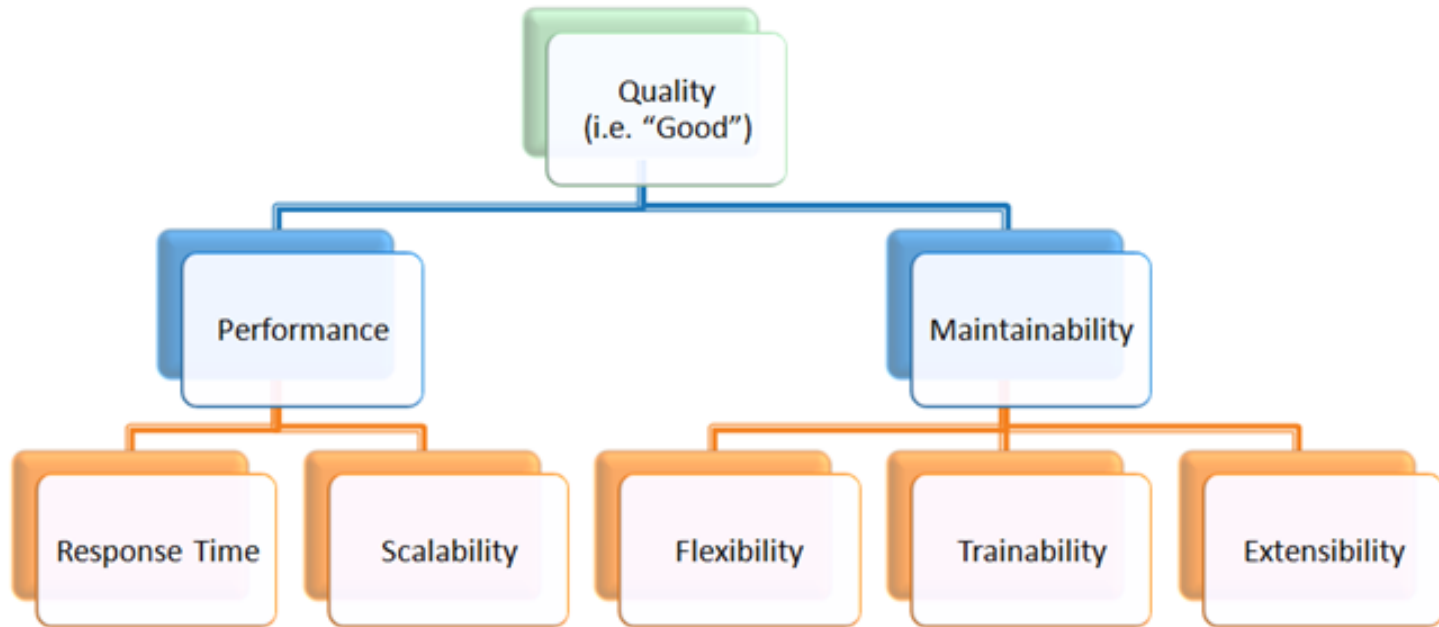 Quality
(i.e. “Good”)
Performance
Maintainability
Response Time
Scalability
Flexibility
Trainability
Extensibility